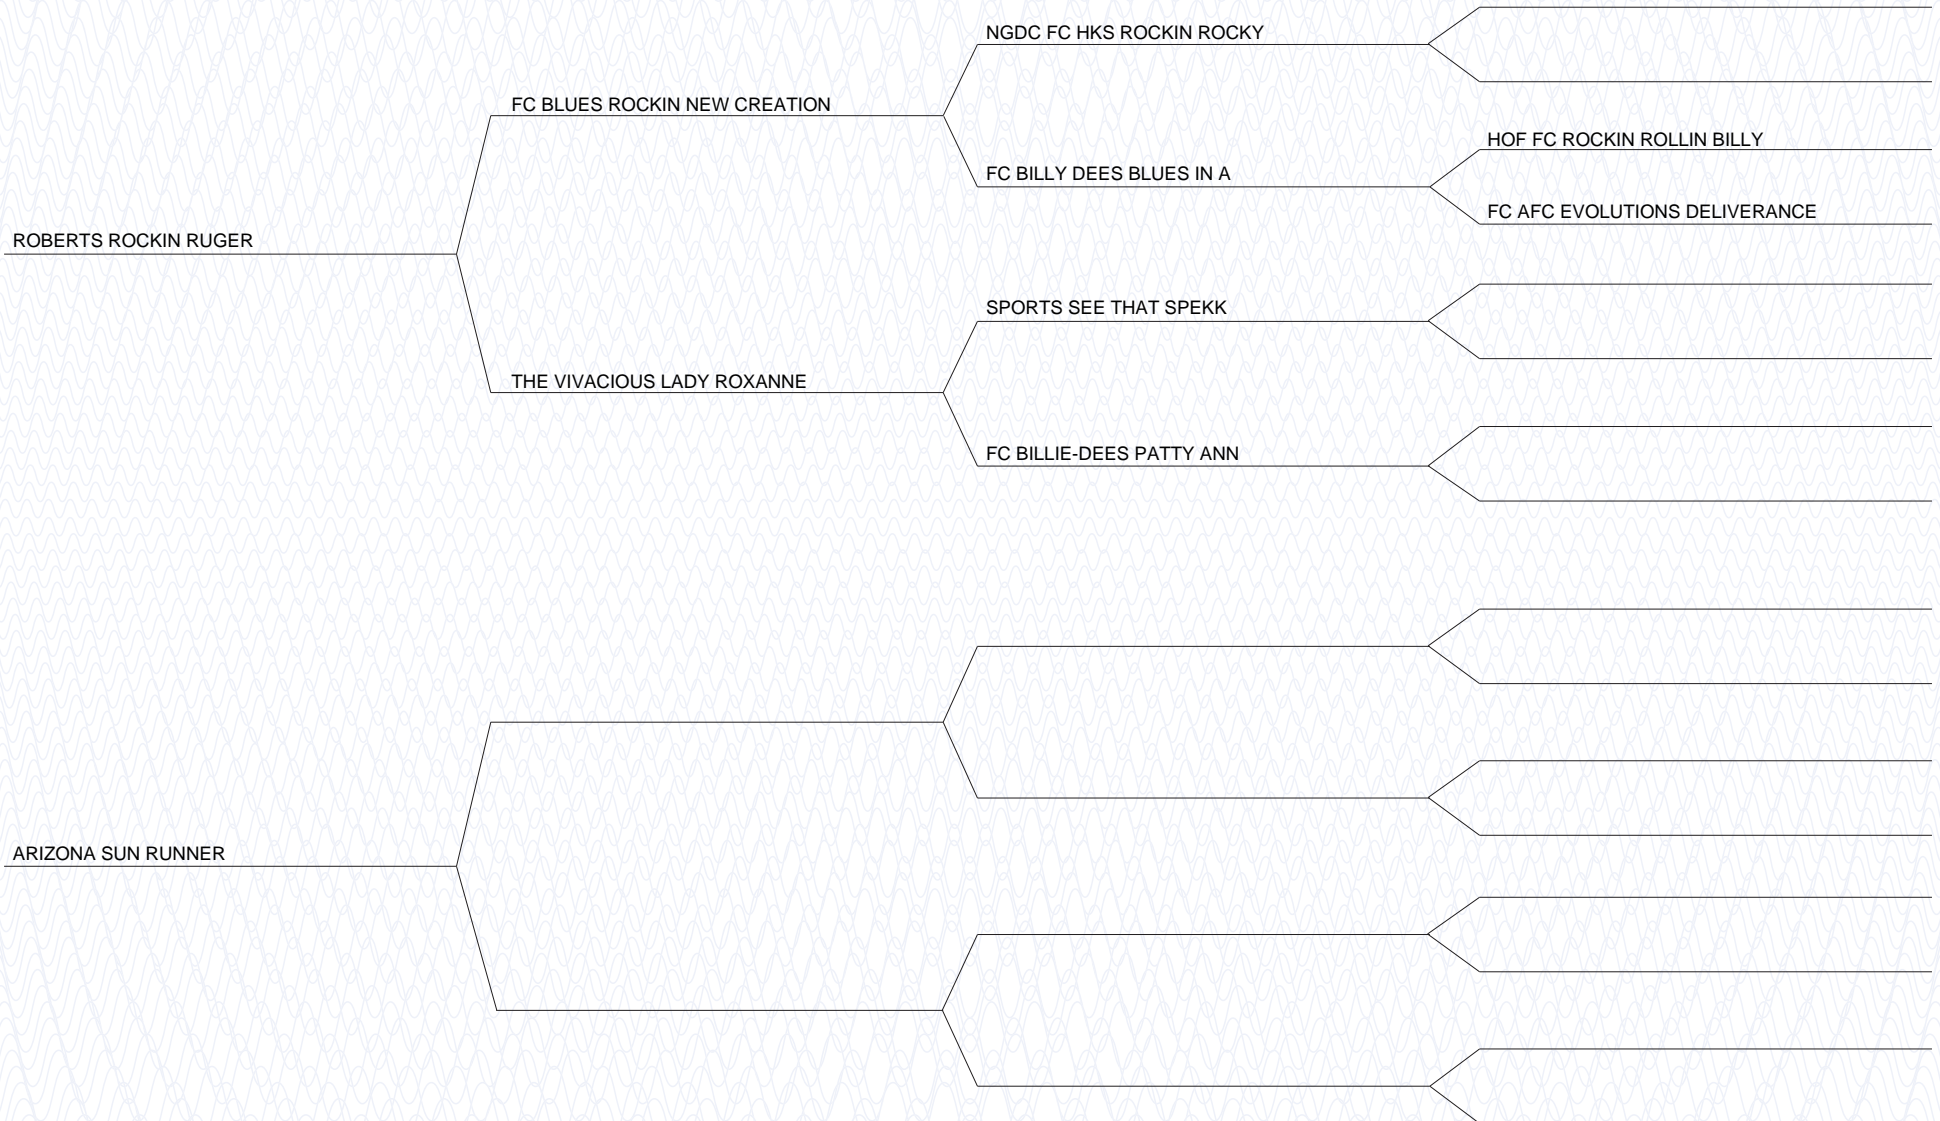 NGDC FC HKS ROCKIN ROCKY
FC BLUES ROCKIN NEW CREATION
HOF FC ROCKIN ROLLIN BILLY
FC BILLY DEES BLUES IN A
FC AFC EVOLUTIONS DELIVERANCE
ROBERTS ROCKIN RUGER
SPORTS SEE THAT SPEKK
THE VIVACIOUS LADY ROXANNE
FC BILLIE-DEES PATTY ANN
ARIZONA SUN RUNNER